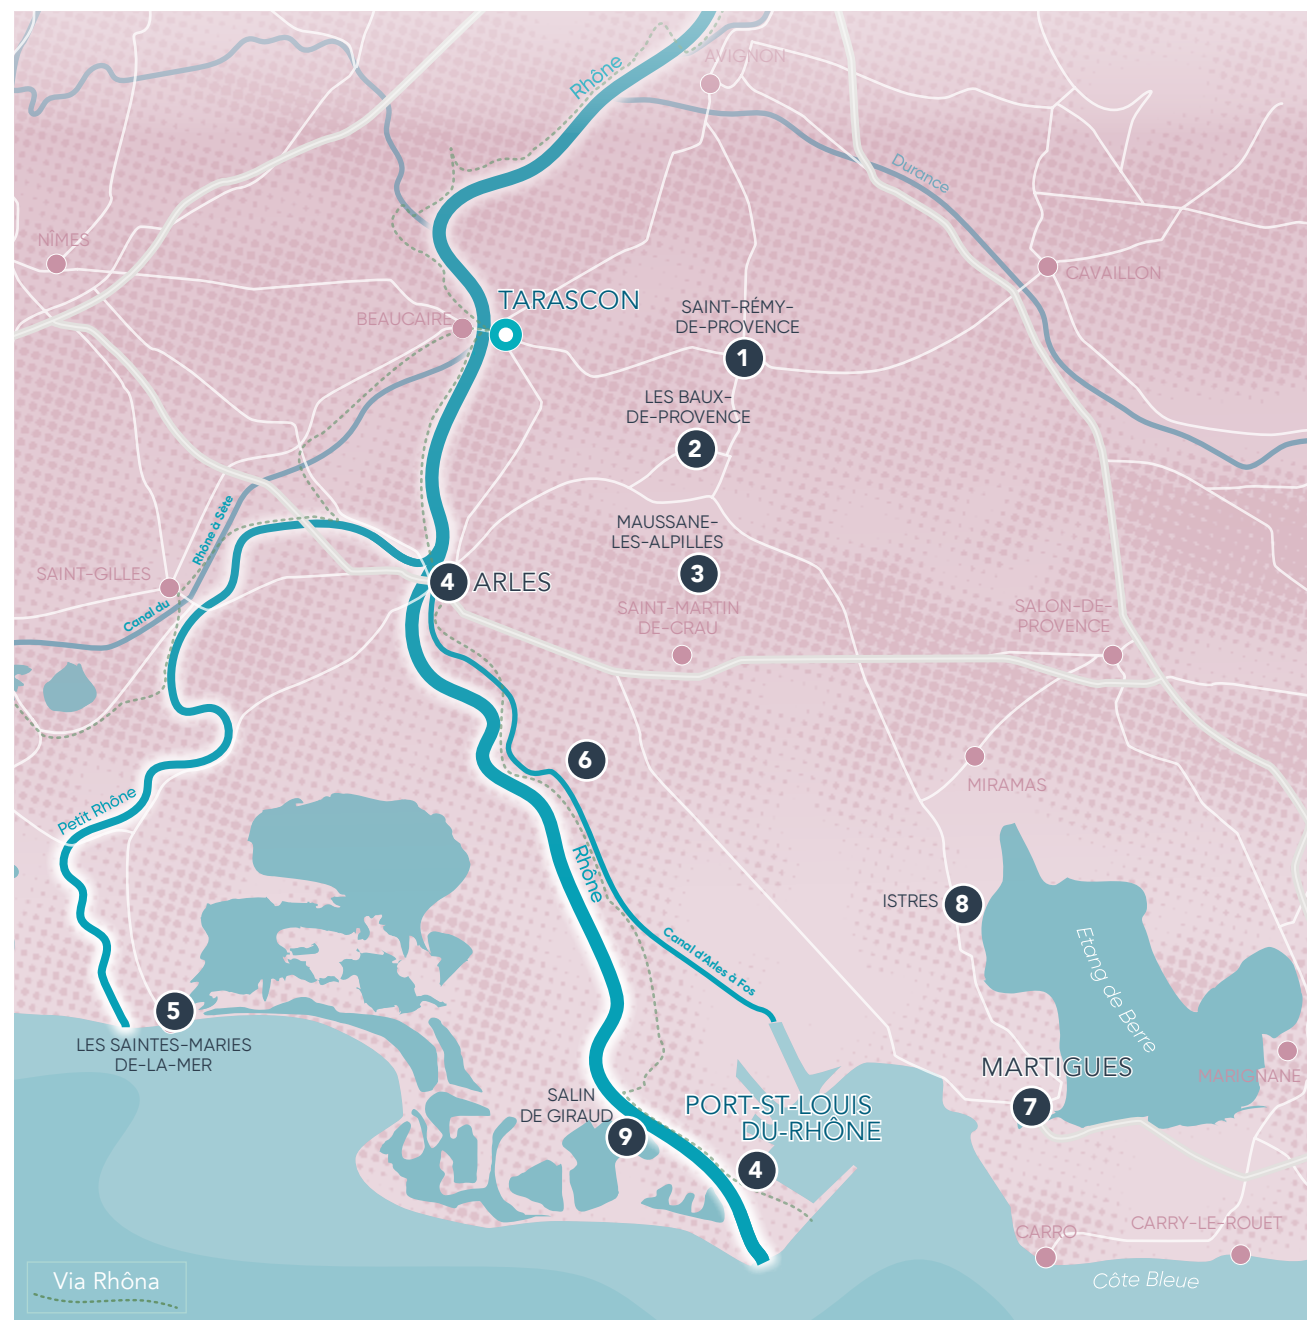 AVIGNON
Rhône
Durance
NÎMES
CAVAILLON
TARASCON
BEAUCAIRE
SAINT-RÉMY-
DE-PROVENCE
1
LES BAUX-
DE-PROVENCE
2
Rhône à Sète
Canal du
MAUSSANE-
LES-ALPILLES
3
SAINT-GILLES
4
ARLES
SAINT-MARTIN
DE-CRAU
SALON-DE-
PROVENCE
6
MIRAMAS
Petit Rhône
Rhône
ISTRES
8
Canal d'Arles à Fos
Etang de Berre
5
LES SAINTES-MARIES
DE-LA-MER
MARTIGUES
7
MARIGNANE
SALIN
DE GIRAUD
9
PORT-ST-LOUIS
DU-RHÔNE
4
CARRO
CARRY-LE-ROUET
Côte Bleue
Via Rhôna